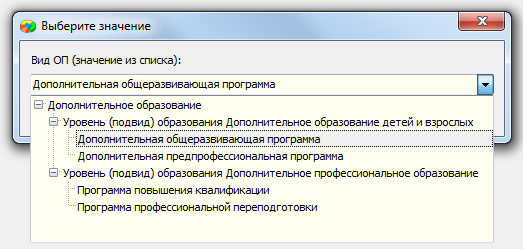 Выберите значение
Вид ОП (значение из списка):
Дополнительная общеразвивающая программа
Дополнительное образование
Уровень (подвид) образования Дополнительное образование детей и взрослых
Дополнительная общеразвивающая программа
Дополнительная предпрофессиональная программа
Уровень (подвид) образования Дополнительное профессиональное образование
Программа повышения квалификации
Программа профессиональной переподготовки